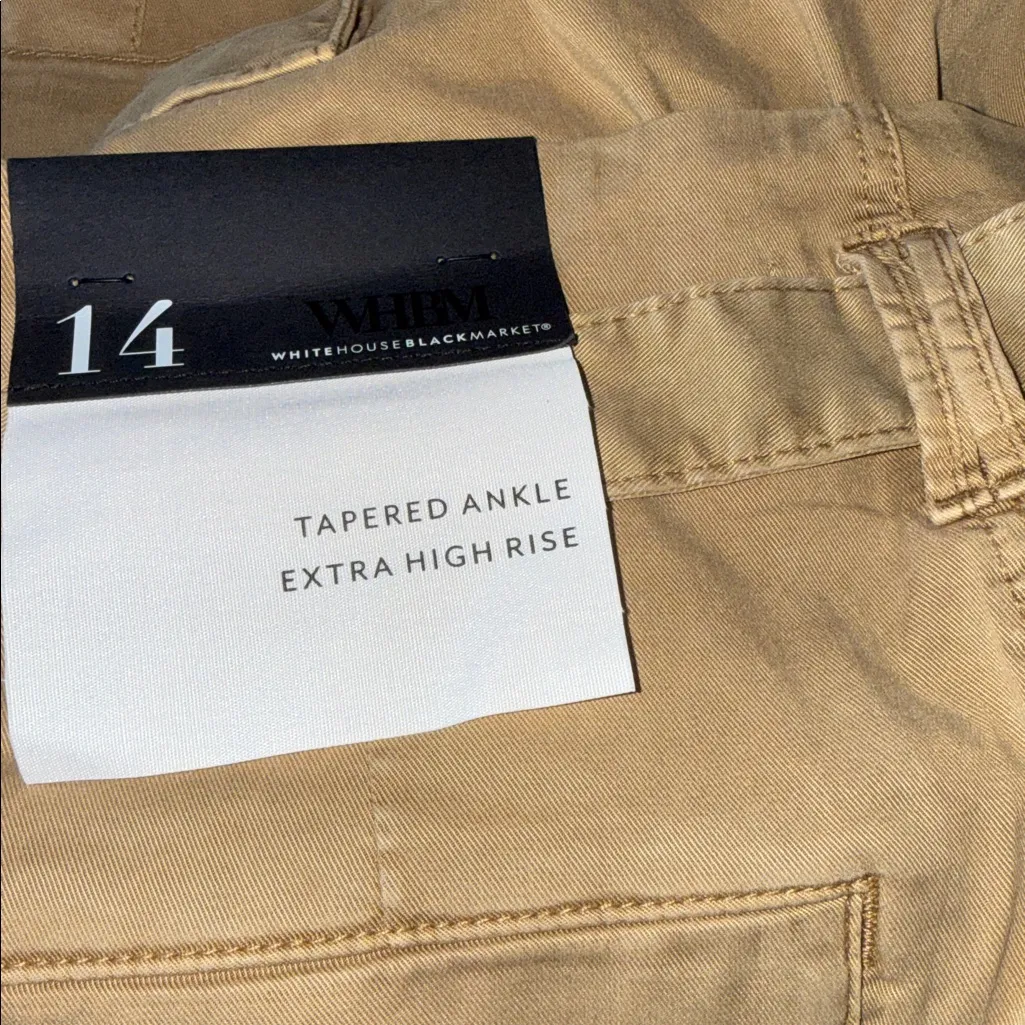 14
WHBM
WHITEHOUSEBLACKMARKET®
TAPERED ANKLE
EXTRA HIGH RISE